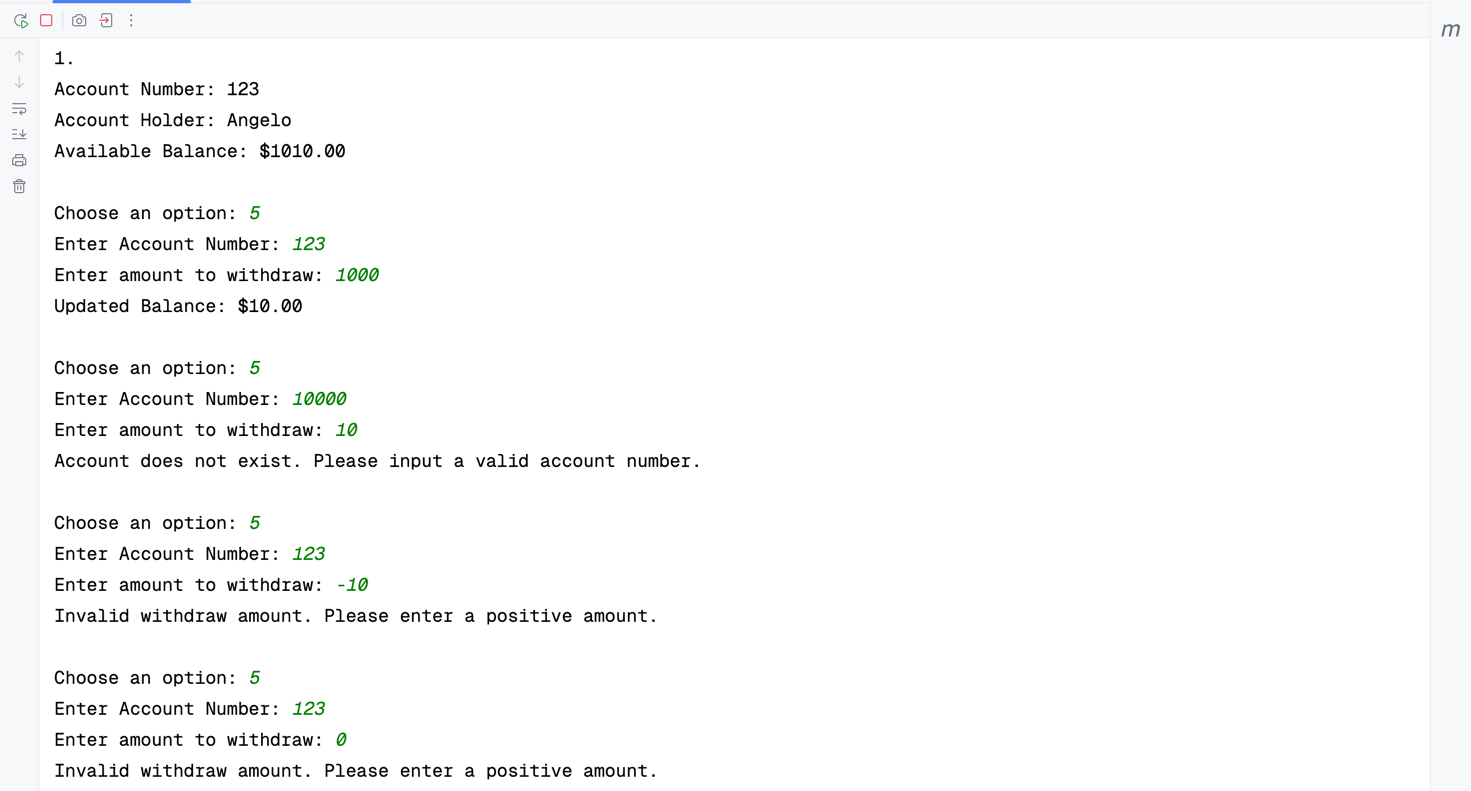 1.
Account Number: 123
Account Holder: Angelo
Available Balance: $1010.00
Choose an option: 5
Enter Account Number: 123
Enter amount to withdraw: 1000
Updated Balance: $10.00
Choose an option: 5
Enter Account Number: 10000
Enter amount to withdraw: 10
Account does not exist. Please input a valid account number.
Choose an option: 5
Enter Account Number: 123
Enter amount to withdraw: -10
Invalid withdraw amount. Please enter a positive amount.
Choose an option: 5
Enter Account Number: 123
Enter amount to withdraw: 0
Invalid withdraw amount. Please enter a positive amount.
m